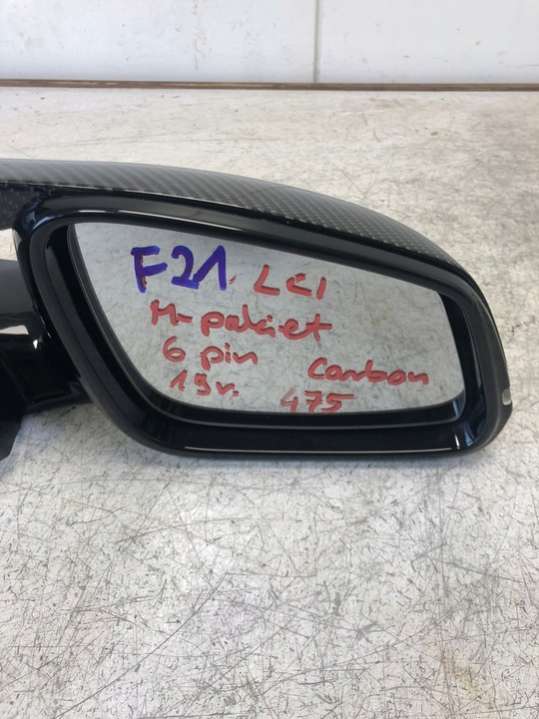 F21 LCI
M-pakiet
6 pin Carbon
19r. 475